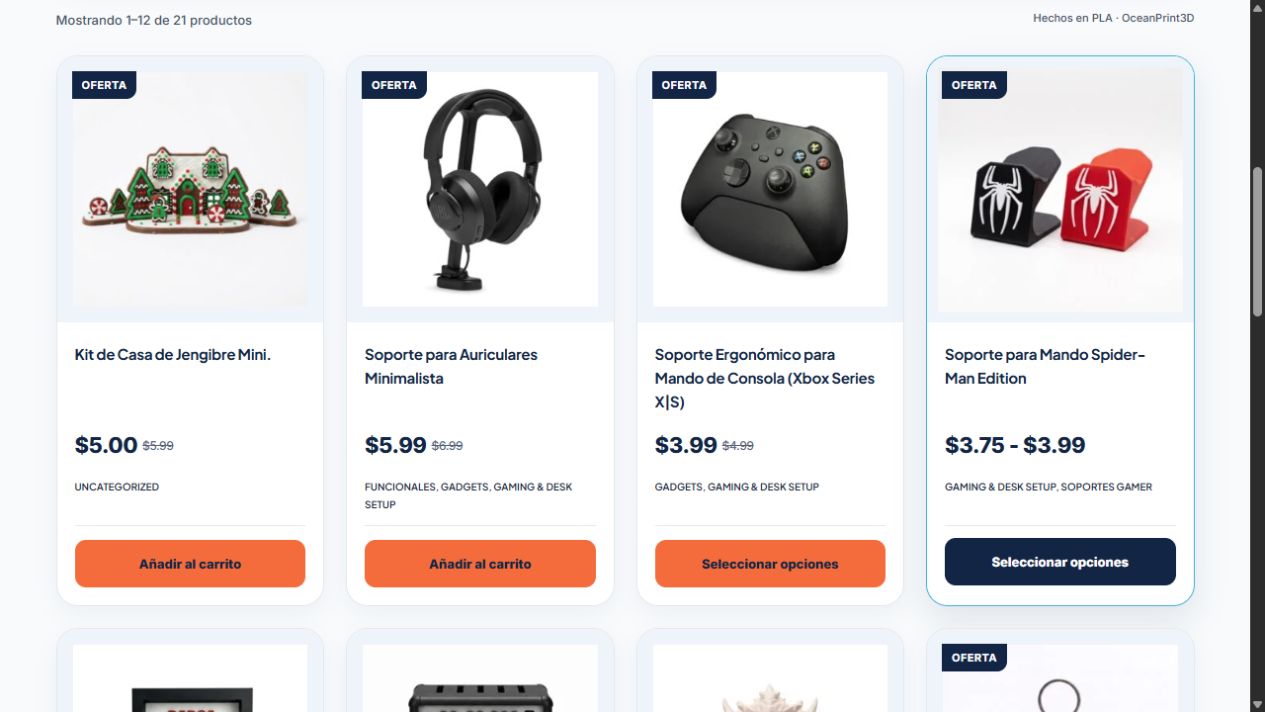 Mostrando 1–12 de 21 productos
Hechos en PLA · OceanPrint3D
OFERTA
OFERTA
OFERTA
OFERTA
Kit de Casa de Jengibre Mini.
$5.00 $5.99
UNCATEGORIZED
Añadir al carrito
Soporte para Auriculares
Minimalista
$5.99 $6.99
FUNCIONALES, GADGETS, GAMING & DESK
SETUP
Añadir al carrito
Soporte Ergonómico para
Mando de Consola (Xbox Series
X|S)
$3.99 $4.99
GADGETS, GAMING & DESK SETUP
Seleccionar opciones
Soporte para Mando Spider-
Man Edition
$3.75 - $3.99
GAMING & DESK SETUP, SOPORTES GAMER
Seleccionar opciones
OFERTA